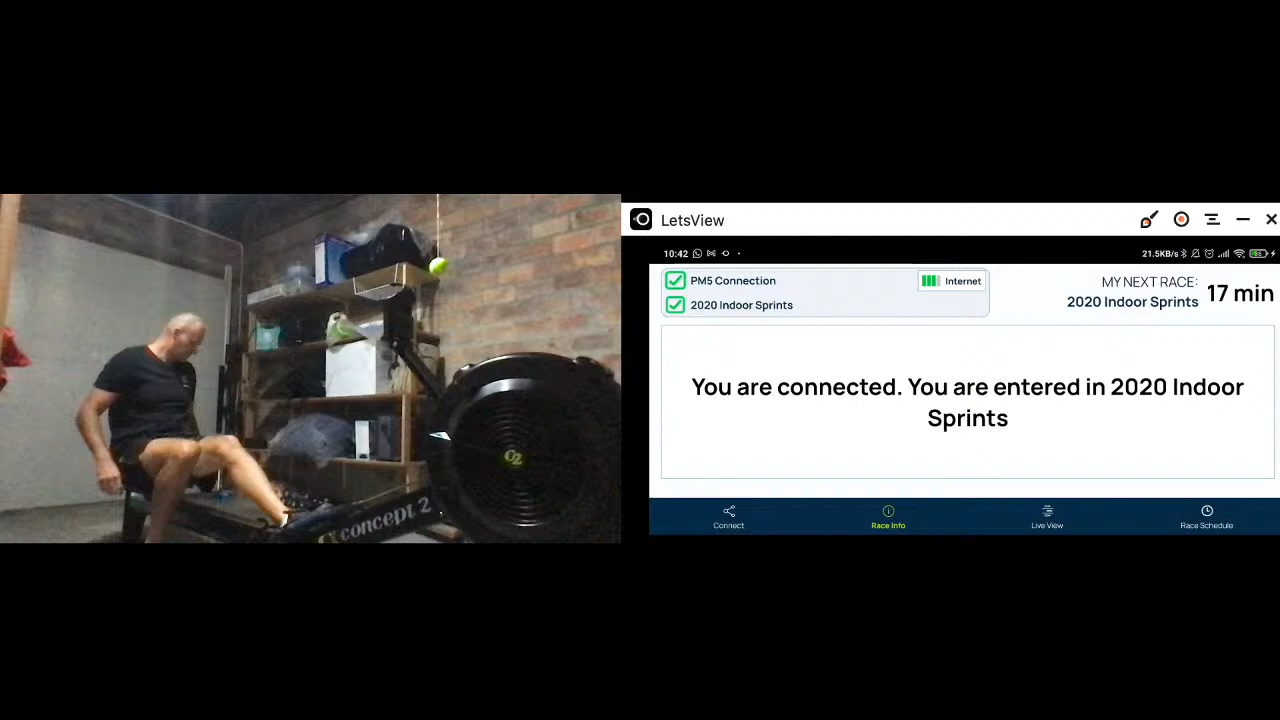 LetsView
10:42
21.5KB/s
PM5 Connection
Internet
2020 Indoor Sprints
MY NEXT RACE:
2020 Indoor Sprints
17 min
You are connected. You are entered in 2020 Indoor
Sprints
Connect
Race Info
Live View
Race Schedule
concept 2
C2